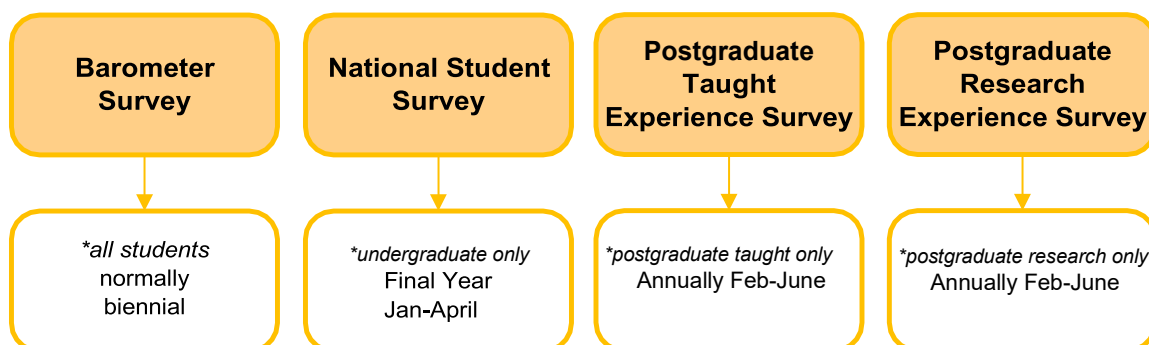 Barometer
Survey
National Student
Survey
Postgraduate
Taught
Experience Survey
Postgraduate
Research
Experience Survey
*all students
normally
biennial
*undergraduate only
Final Year
Jan-April
*postgraduate taught only
Annually Feb-June
*postgraduate research only
Annually Feb-June